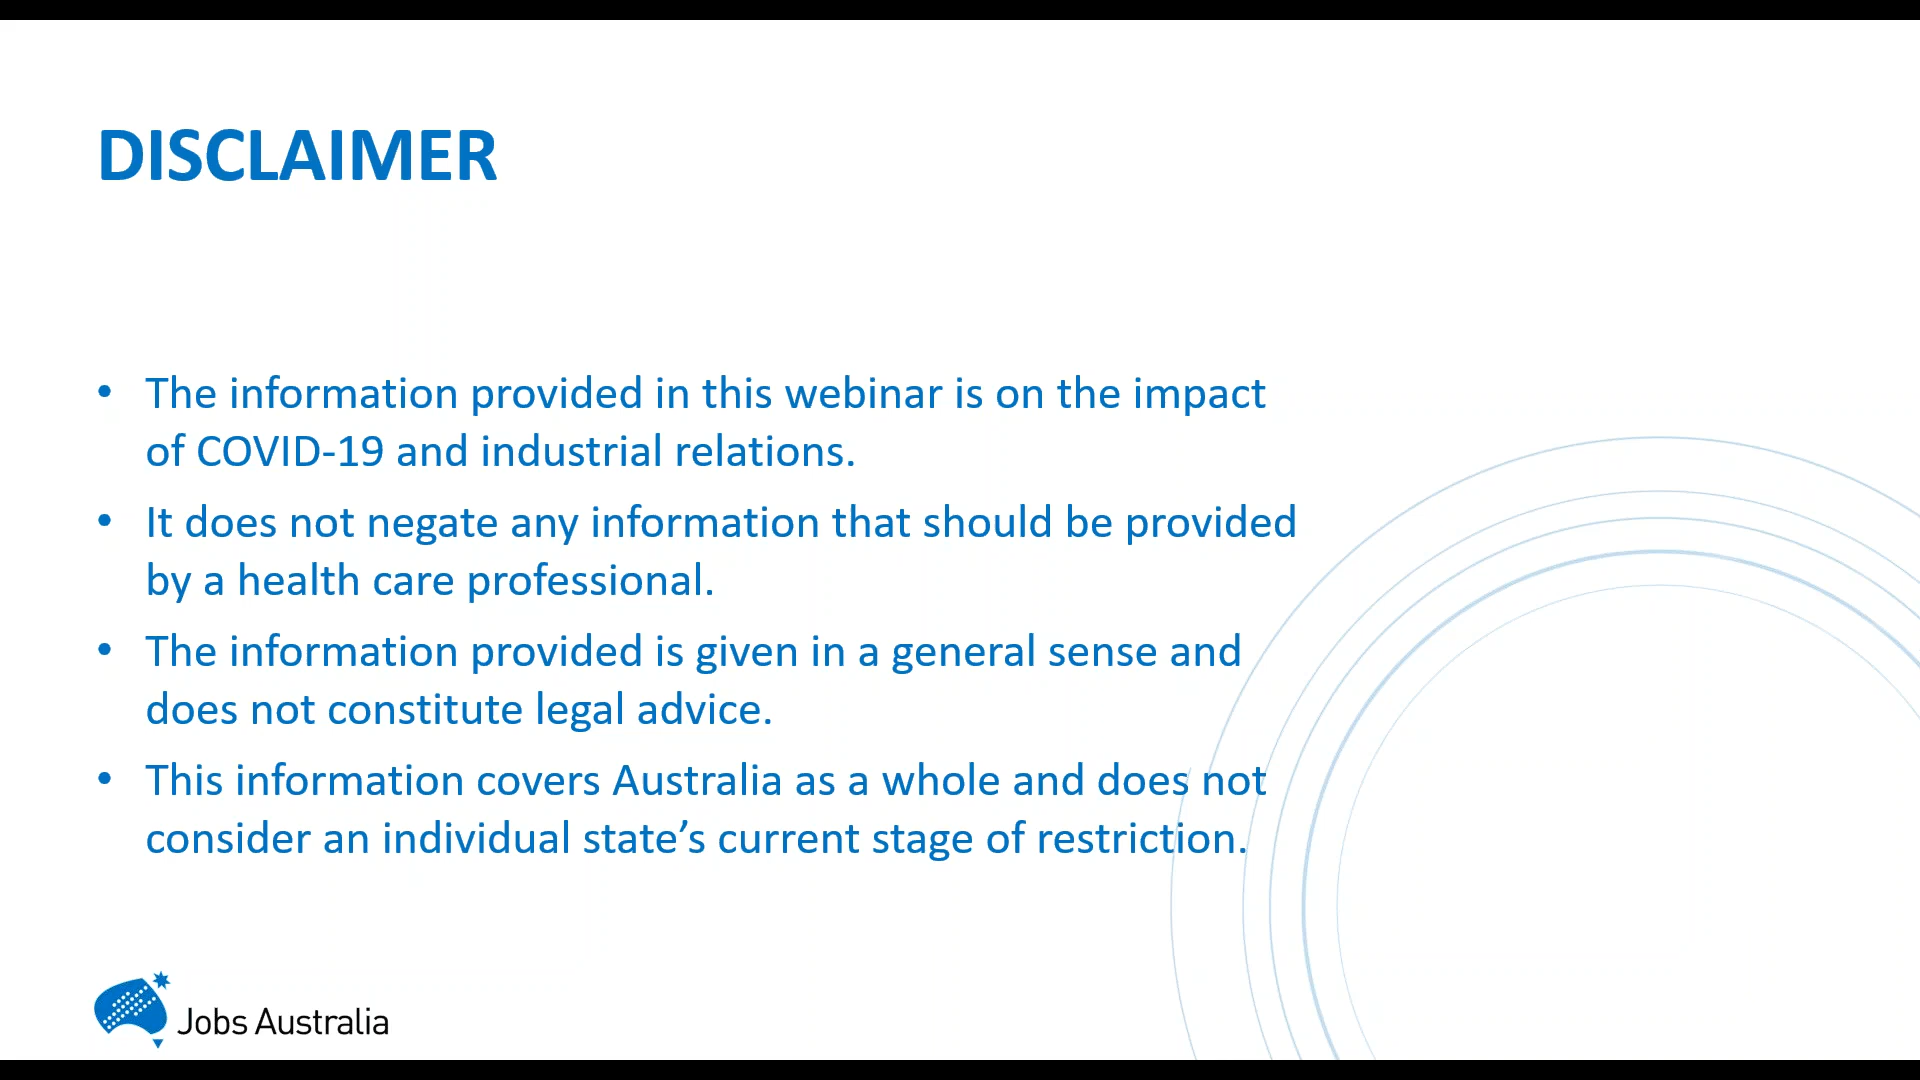 DISCLAIMER
• The information provided in this webinar is on the impact
of COVID-19 and industrial relations.
• It does not negate any information that should be provided
by a health care professional.
• The information provided is given in a general sense and
does not constitute legal advice.
• This information covers Australia as a whole and does not
consider an individual state’s current stage of restriction.
Jobs Australia